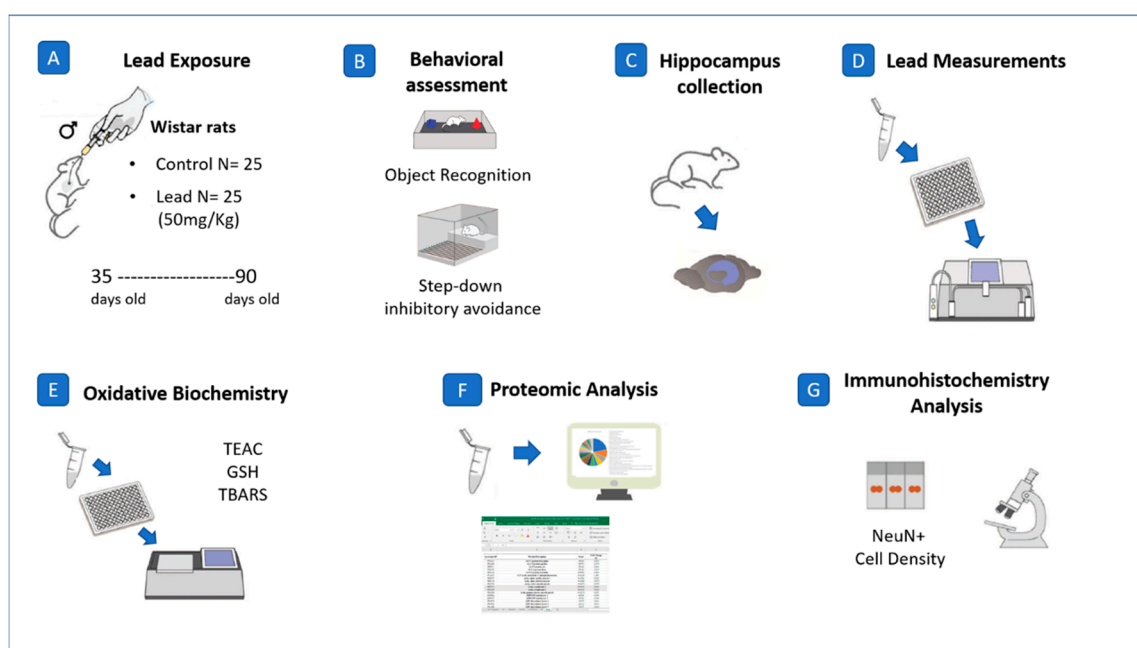 A
Lead Exposure
♂
Wistar rats
• Control N= 25
• Lead N= 25
(50mg/Kg)
35 ------------------90
days old days old
B
Behavioral
assessment
Object Recognition
Step-down
inhibitory avoidance
C
Hippocampus
collection
D
Lead Measurements
E
Oxidative Biochemistry
TEAC
GSH
TBARS
F
Proteomic Analysis
G
Immunohistochemistry
Analysis
NeuN+
Cell Density